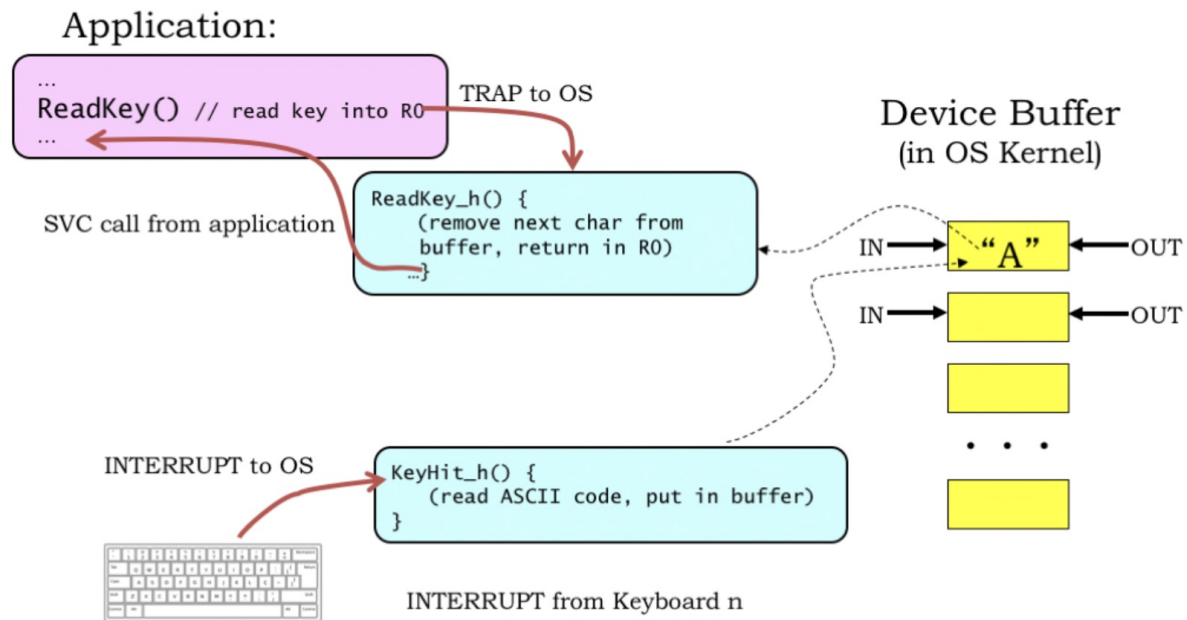 Application:
...
ReadKey() // read key into R0
...
TRAP to OS
SVC call from application
ReadKey_h() {
(remove next char from
buffer, return in R0)
…}
Device Buffer
(in OS Kernel)
IN
“A”
OUT
IN
OUT
. . .
INTERRUPT to OS
KeyHit_h() {
(read ASCII code, put in buffer)
}
INTERRUPT from Keyboard n